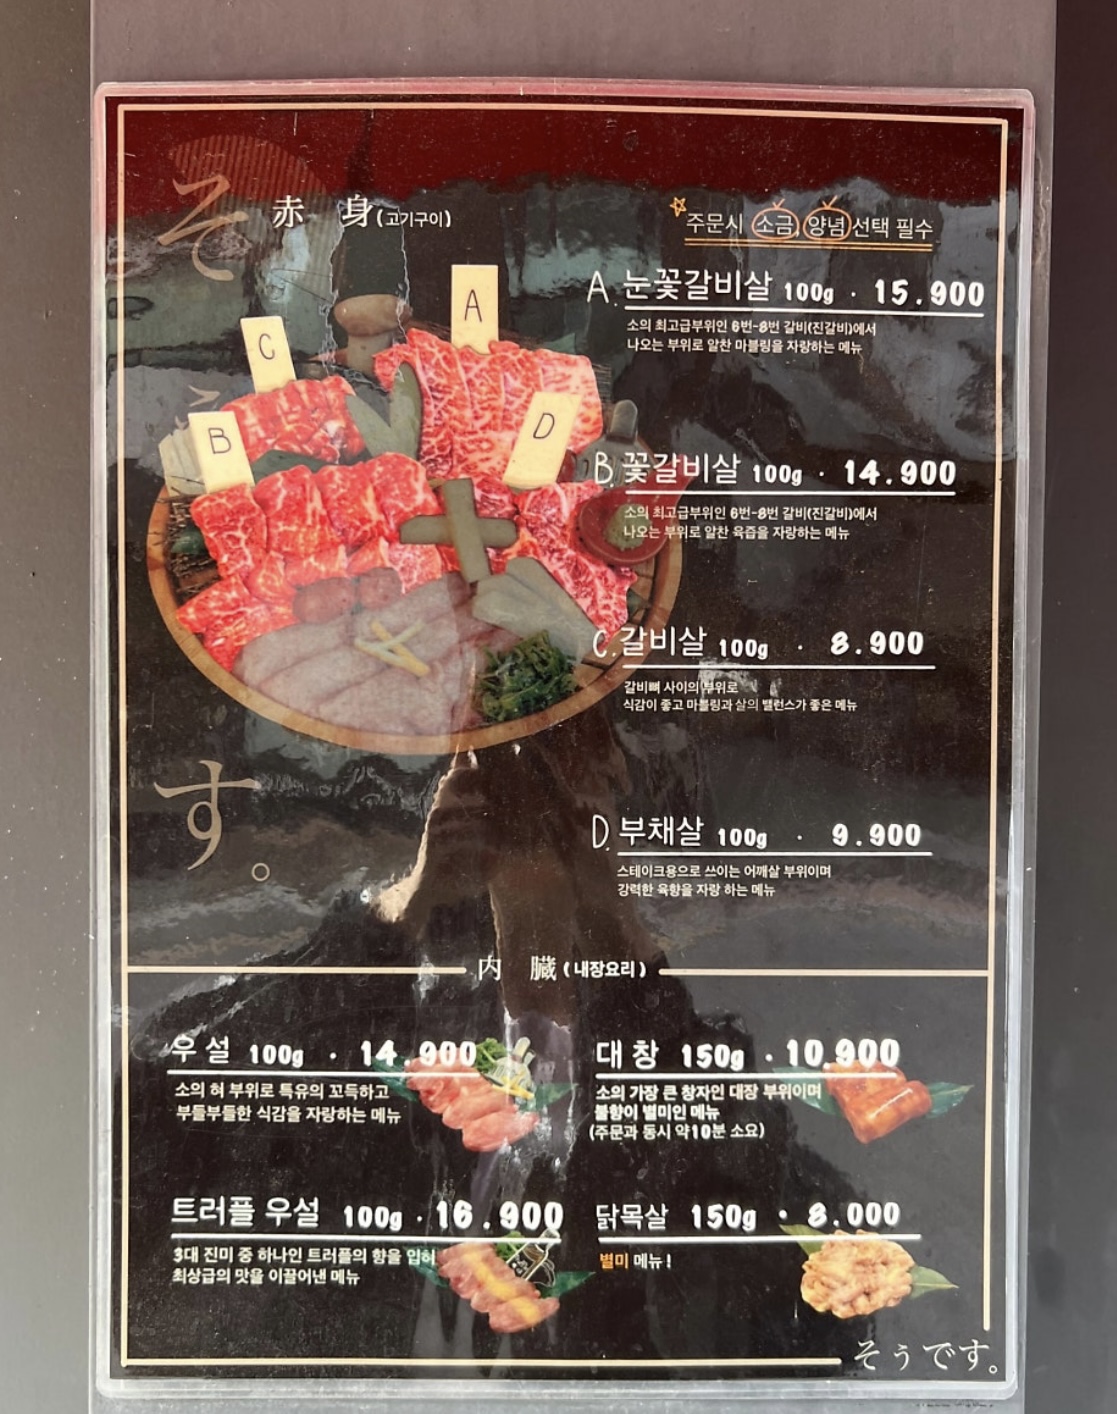 そ
う
す。
赤 身 (고기구이)
주문시 소금, 양념 선택 필수
A
C
B
D
A. 눈꽃갈비살 100g · 15.900
소의 최고급부위인 6번-8번 갈비(진갈비)에서
나오는 부위로 알찬 마블링을 자랑하는 메뉴
B. 꽃갈비살 100g · 14.900
소의 최고급부위인 6번-8번 갈비(진갈비)에서
나오는 부위로 알찬 육즙을 자랑하는 메뉴
C. 갈비살 100g · 8.900
갈비뼈 사이의 부위로
식감이 좋고 마블링과 살의 밸런스가 좋은 메뉴
D. 부채살 100g · 9.900
스테이크용으로 쓰이는 어깨살 부위이며
강력한 육향을 자랑 하는 메뉴
内 臓 (내장요리)
우설 100g · 14.900
소의 혀 부위로 특유의 꼬득하고
부들부들한 식감을 자랑하는 메뉴
대창 150g · 10.900
소의 가장 큰 창자인 대장 부위이며
불향이 별미인 메뉴
(주문과 동시 약10분 소요)
트러플 우설 100g · 16.900
3대 진미 중 하나인 트러플의 향을 입혀
최상급의 맛을 이끌어낸 메뉴
닭목살 150g · 8.000
별미 메뉴!
そうです。